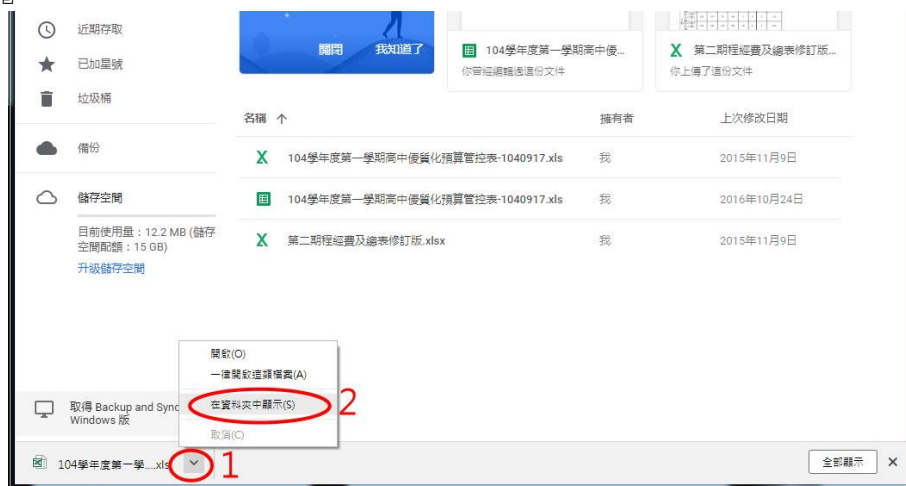 近期存取
已加星號
垃圾桶
備份
儲存空間
目前使用量：12.2 MB (儲存
空間配額：15 GB)
升級儲存空間
取得 Backup and Sync
Windows 版
關閉 我知道了
104學年度第一學期高中優...
你曾經編輯過這份文件
第二期程經費及總表修訂版...
你上傳了這份文件
名稱 擁有者 上次修改日期
104學年度第一學期高中優質化預算管控表-1040917.xls 我 2015年11月9日
104學年度第一學期高中優質化預算管控表-1040917.xls 我 2016年10月24日
第二期程經費及總表修訂版.xlsx 我 2015年11月9日
開啟(O)
一律開啟這類檔案(A)
在資料夾中顯示(S) 2
取消(C)
104學年度第一學....xls 1 全部顯示